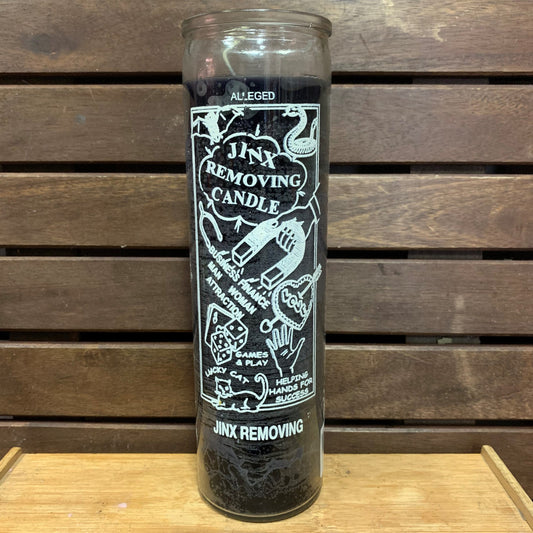 ALLEGED
JINX
REMOVING
CANDLE
BUSINESS FINANCE
MAN WOMAN
ATTRACTION
MOJO
GAMES
& PLAY
LUCKY CAT
HELPING
HANDS FOR
SUCCESS
JINX REMOVING